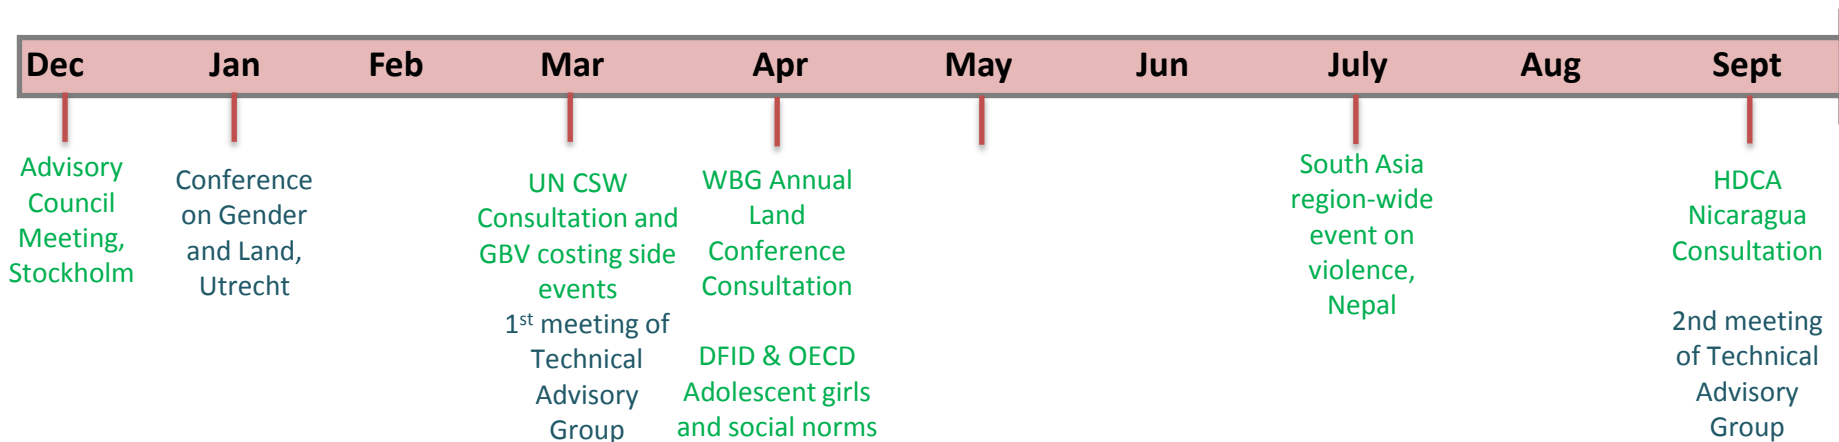 Dec Jan Feb Mar Apr May Jun July Aug Sept
Advisory
Council
Meeting,
Stockholm
Conference
on Gender
and Land,
Utrecht
UN CSW
Consultation and
GBV costing side
events
1st meeting of
Technical
Advisory
Group
WBG Annual
Land
Conference
Consultation
DFID & OECD
Adolescent girls
and social norms
South Asia
region-wide
event on
violence,
Nepal
HDCA
Nicaragua
Consultation
2nd meeting
of Technical
Advisory
Group